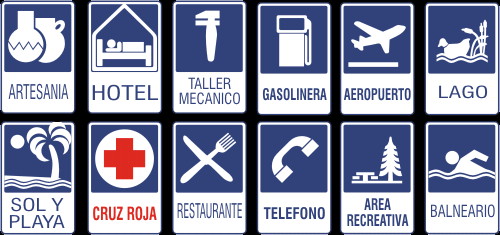 ARTESANIA
HOTEL
TALLER
MECANICO
GASOLINERA
AEROPUERTO
LAGO
SOL Y
PLAYA
CRUZ ROJA
RESTAURANTE
TELEFONO
AREA
RECREATIVA
BALNEARIO